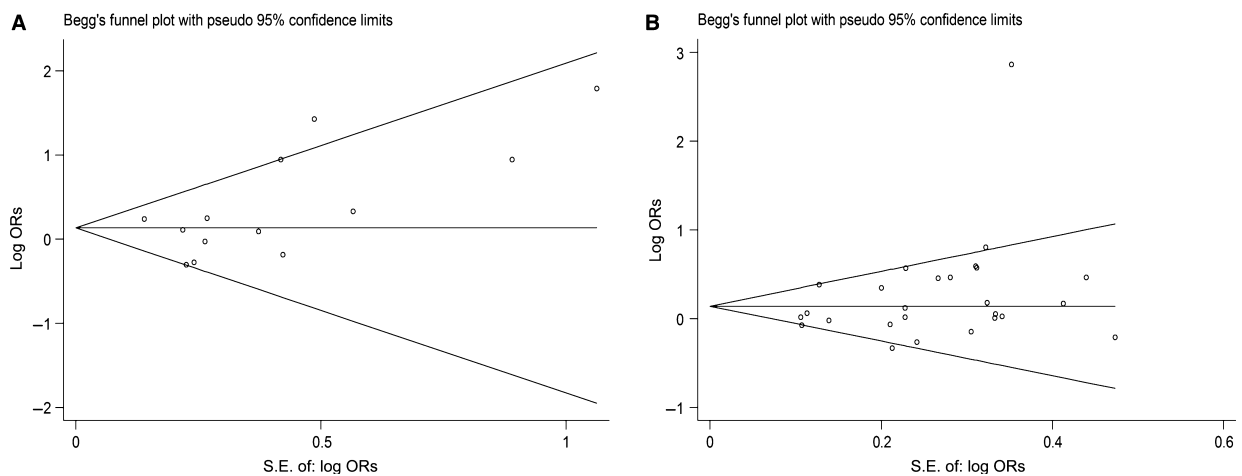 A
Begg's funnel plot with pseudo 95% confidence limits
2
1
0
–1
–2
Log ORs
0
0.5
1
S.E. of: log ORs
B
Begg's funnel plot with pseudo 95% confidence limits
3
2
1
0
–1
Log ORs
0
0.2
0.4
0.6
S.E. of: log ORs